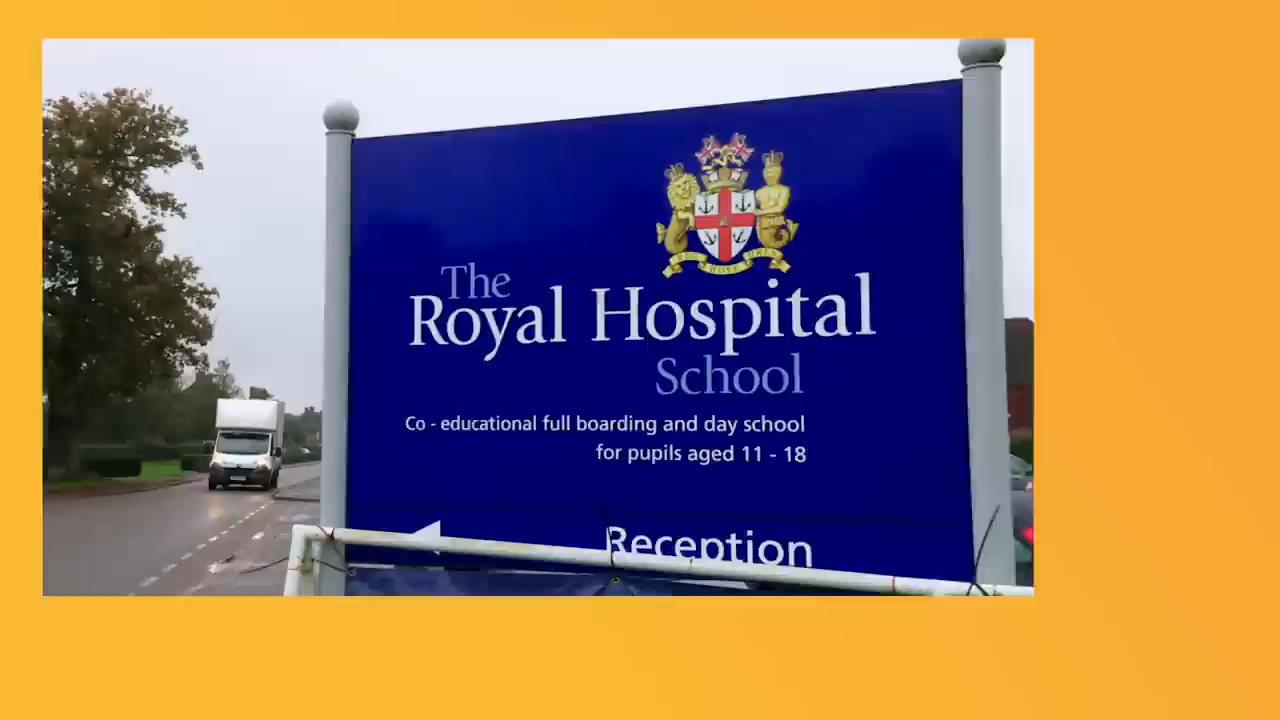 The
Royal Hospital
School
Co - educational full boarding and day school
for pupils aged 11 - 18
Reception